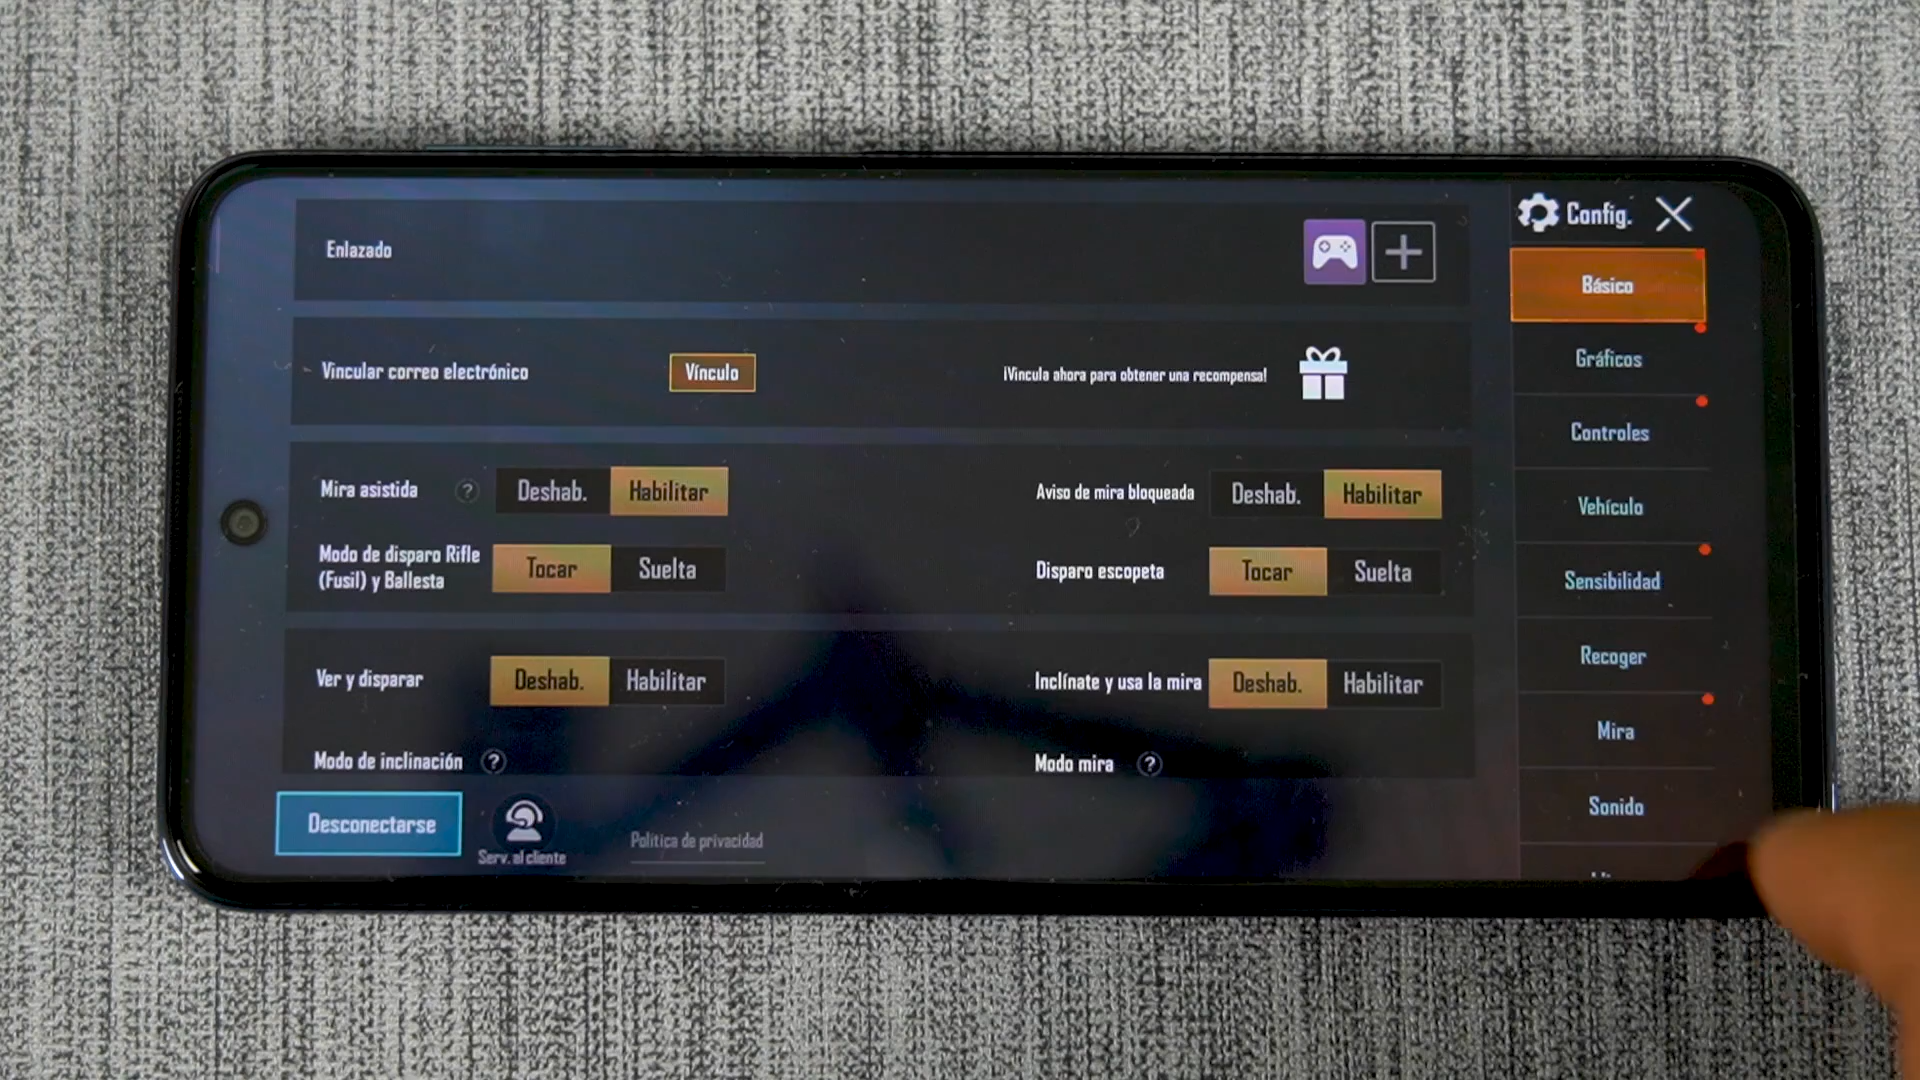 Config.
Enlazado
Básico
Vincular correo electrónico
Vínculo
¡Vincula ahora para obtener una recompensa!
Gráficos
Controles
Mira asistida ? Deshab. Habilitar
Aviso de mira bloqueada Deshab. Habilitar
Vehículo
Modo de disparo Rifle
(Fusil) y Ballesta
Tocar Suelta
Disparo escopeta Tocar Suelta
Sensibilidad
Recoger
Ver y disparar Deshab. Habilitar
Inclínate y usa la mira Deshab. Habilitar
Mira
Modo de inclinación ?
Modo mira ?
Sonido
Desconectarse
Serv. al cliente
Política de privacidad